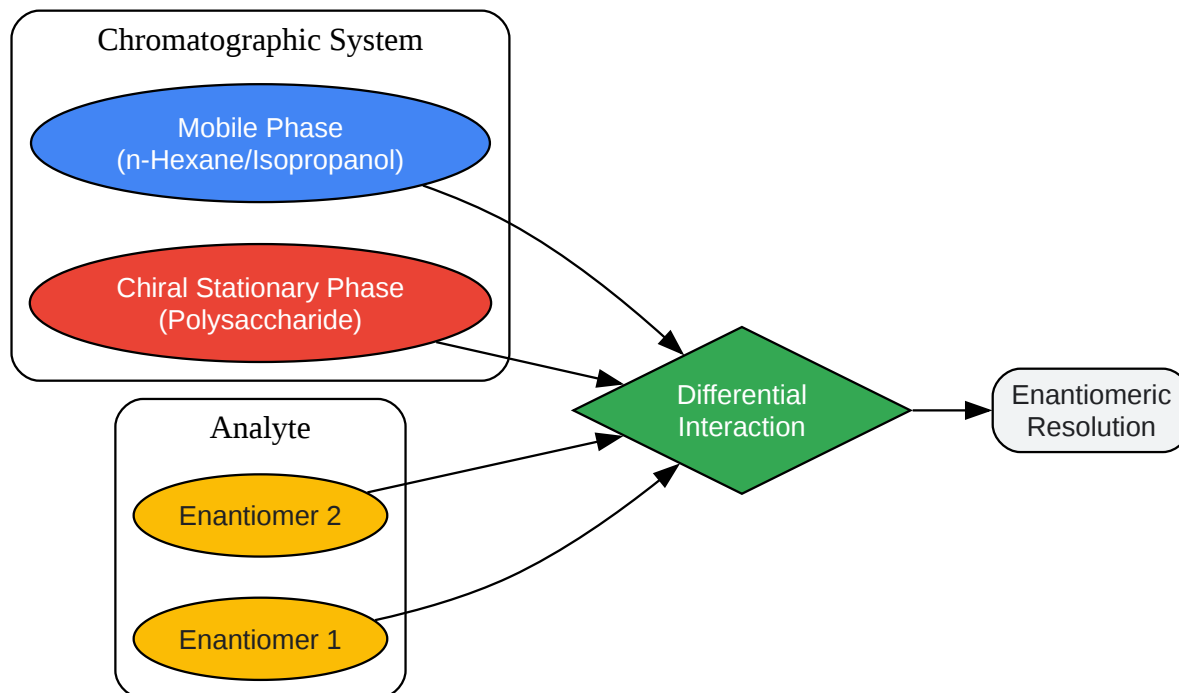 Chromatographic System
Mobile Phase
(n-Hexane/Isopropanol)
Chiral Stationary Phase
(Polysaccharide)
Analyte
Enantiomer 2
Enantiomer 1
Differential
Interaction
Enantiomeric
Resolution